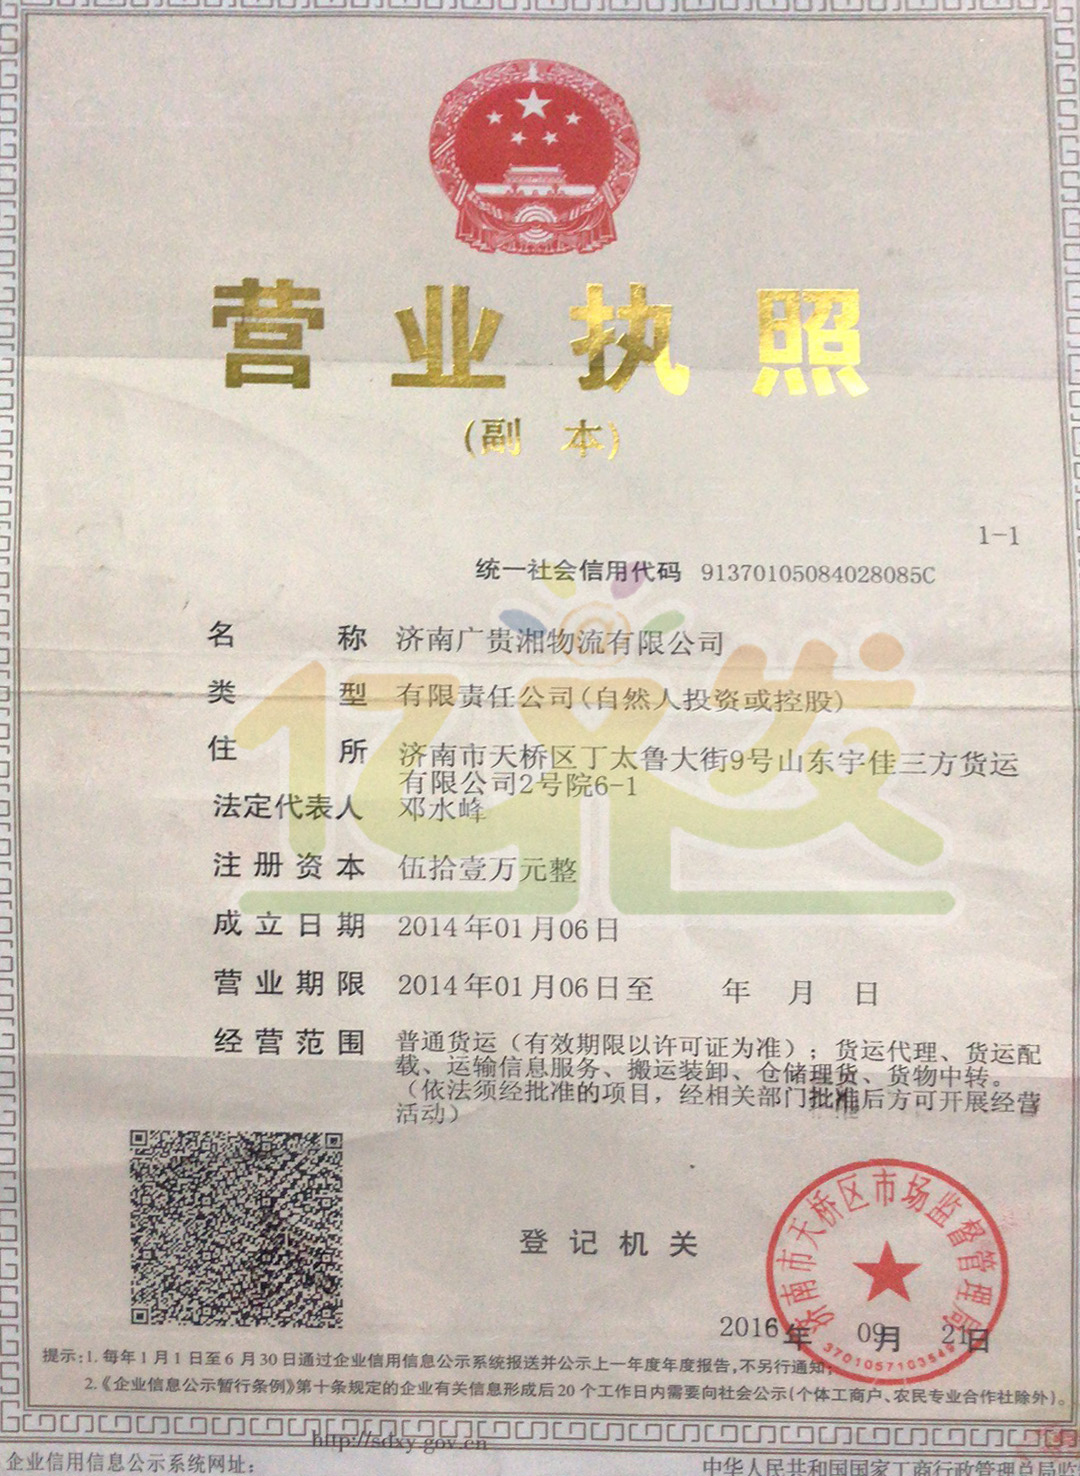 营业执照
(副 本)
1-1
统一社会信用代码 91370105084028085C
名 称 济南广贵湘物流有限公司
类 型 有限责任公司(自然人投资或控股)
住 所 济南市天桥区丁太鲁大街9号山东宇佳三方货运
有限公司2号院6-1
法定代表人 邓水峰
注册资本 伍拾壹万元整
成立日期 2014年01月06日
营业期限 2014年01月06日至 年 月 日
经营范围 普通货运（有效期限以许可证为准）；货运代理、货运配
载、运输信息服务、搬运装卸、仓储理货、货物中转。
（依法须经批准的项目，经相关部门批准后方可开展经营
活动）
亿发
登记机关
济南市天桥区市场监督管理局
3701057103549
2016年 09月 21日
提示:1. 每年1月1日至6月30日通过企业信用信息公示系统报送并公示上一年度年度报告,不另行通知;
2.《企业信息公示暂行条例》第十条规定的企业有关信息形成后20个工作日内需要向社会公示(个体工商户、农民专业合作社除外)。
http://sdxy.gov.cn
企业信用信息公示系统网址:
中华人民共和国国家工商行政管理总局监